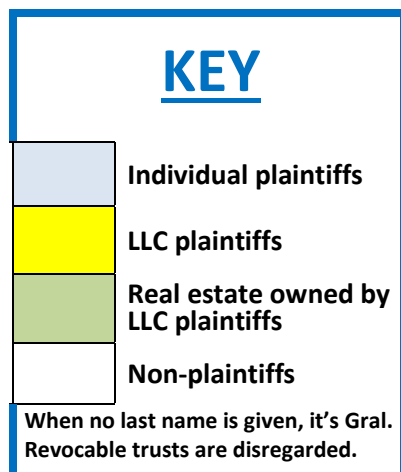 KEY
Individual plaintiffs
LLC plaintiffs
Real estate owned by
LLC plaintiffs
Non-plaintiffs
When no last name is given, it’s Gral.
Revocable trusts are disregarded.